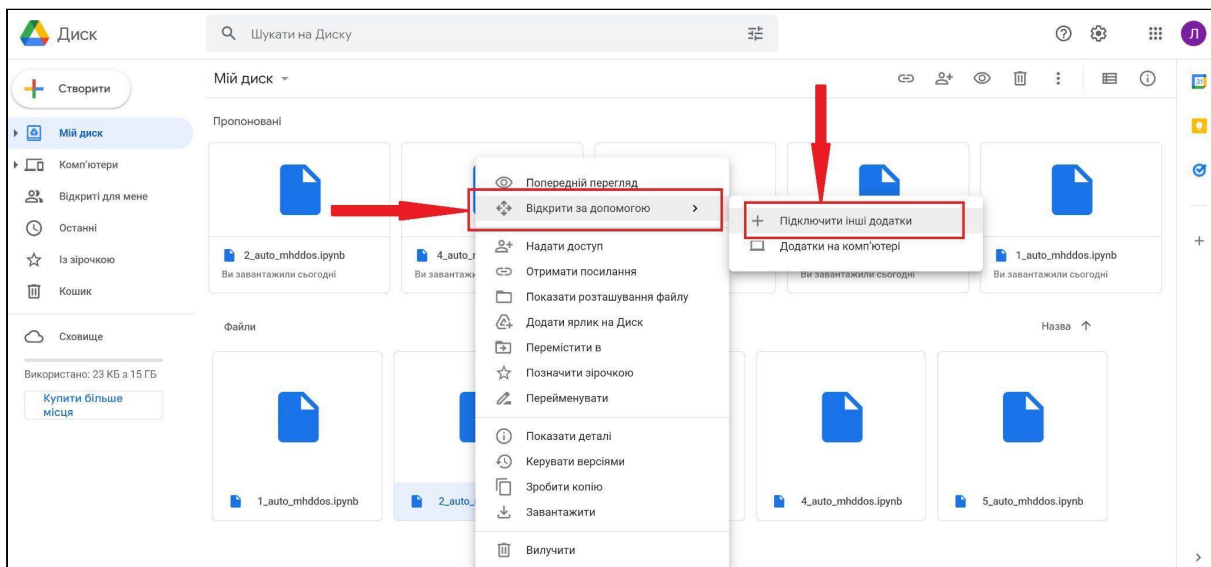 Диск
Шукати на Диску
Л
Створити
Мій диск
31
Мій диск
Комп'ютери
Відкриті для мене
Останні
Із зірочкою
Кошик
Сховище
Використано: 23 КБ з 15 ГБ
Купити більше
місця
Пропоновані
2_auto_mhddos.ipynb
Ви завантажили сьогодні
Ви завантажили сьогодні
1_auto_mhddos.ipynb
Ви завантажили сьогодні
Попередній перегляд
Відкрити за допомогою
Підключити інші додатки
Додатки на комп'ютері
Надати доступ
Отримати посилання
Показати розташування файлу
Додати ярлик на Диск
Перемістити в
Позначити зірочкою
Перейменувати
Показати деталі
Керувати версіями
Зробити копію
Завантажити
Вилучити
Файли
Назва
1_auto_mhddos.ipynb
2_auto_
4_auto_mhddos.ipynb
5_auto_mhddos.ipynb